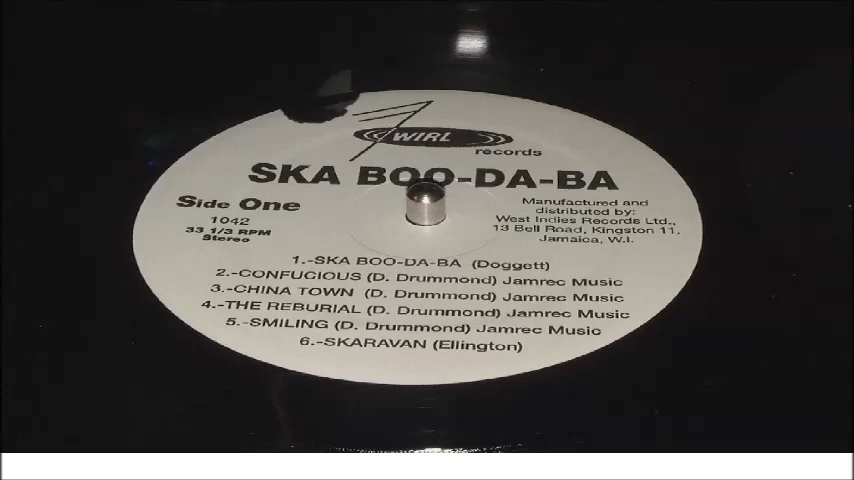 WIRL
records
SKA BOO-DA-BA
Side One
1042
33 1/3 RPM
Stereo
Manufactured and
distributed by:
West Indies Records Ltd.,
13 Bell Road, Kingston 11,
Jamaica, W.I.
1.-SKA BOO-DA-BA (Doggett)
2.-CONFUCIOUS (D. Drummond) Jamrec Music
3.-CHINA TOWN (D. Drummond) Jamrec Music
4.-THE REBURIAL (D. Drummond) Jamrec Music
5.-SMILING (D. Drummond) Jamrec Music
6.-SKARAVAN (Ellington)